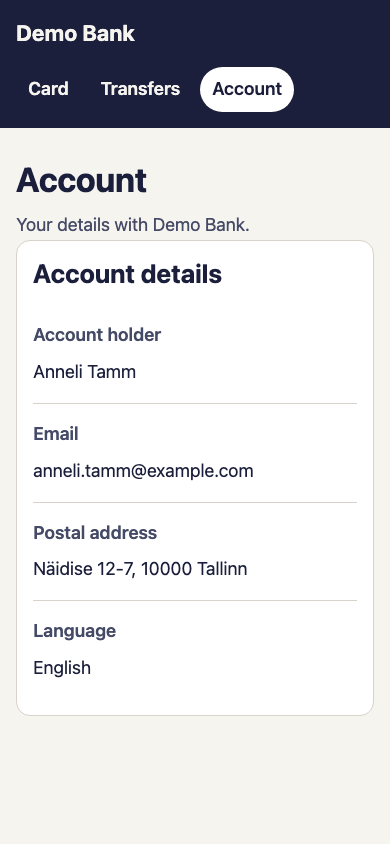 Demo Bank
Card Transfers Account
Account
Your details with Demo Bank.
Account details
Account holder
Anneli Tamm
Email
anneli.tamm@example.com
Postal address
Näidise 12-7, 10000 Tallinn
Language
English